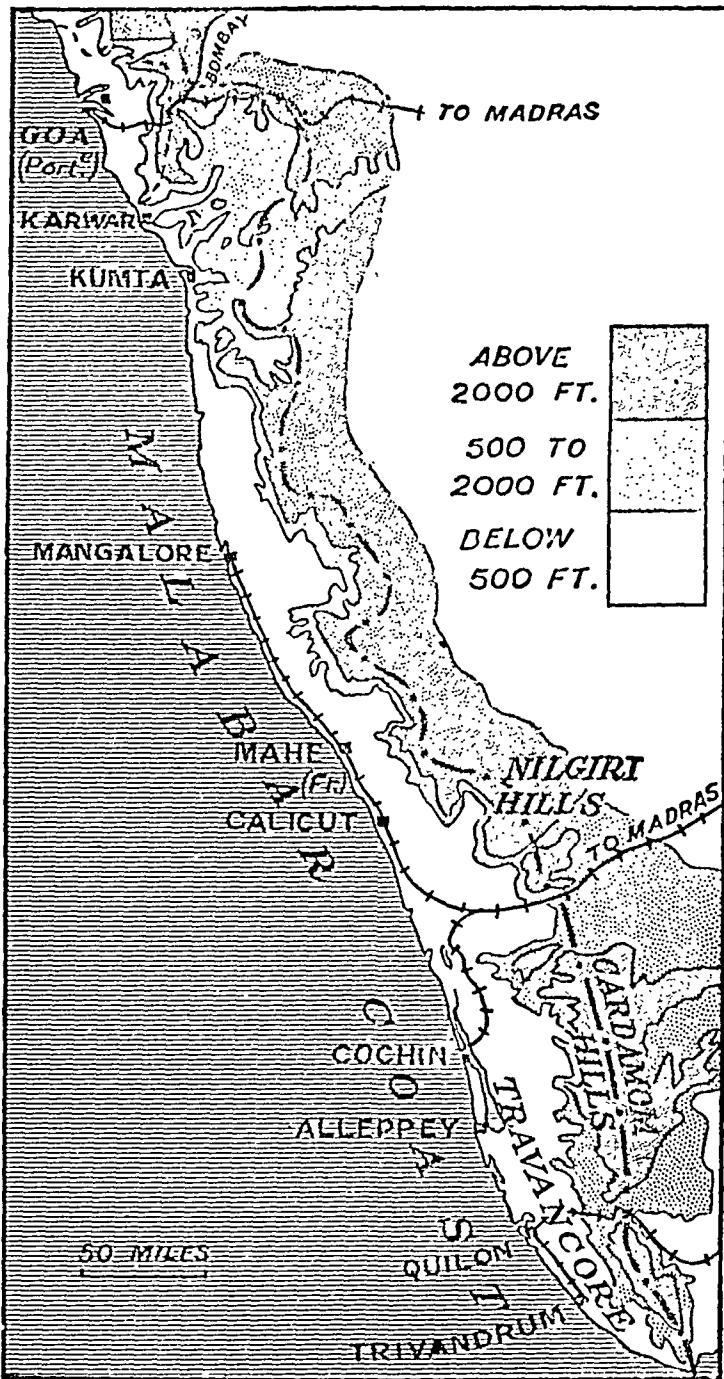 BOMBAY
TO MADRAS
GOA
(Port.e)
KARWAR
KUMTA
ABOVE
2000 FT.
500 TO
2000 FT.
BELOW
500 FT.
MALABAR COAST
MANGALORE
MAHE
(Fr.)
CALICUT
NILGIRI
HILLS
TO MADRAS
CARDAMOM
HILLS
COCHIN
ALLEPPEY
TRAVANCORE
50 MILES
QUILON
TRIVANDRUM